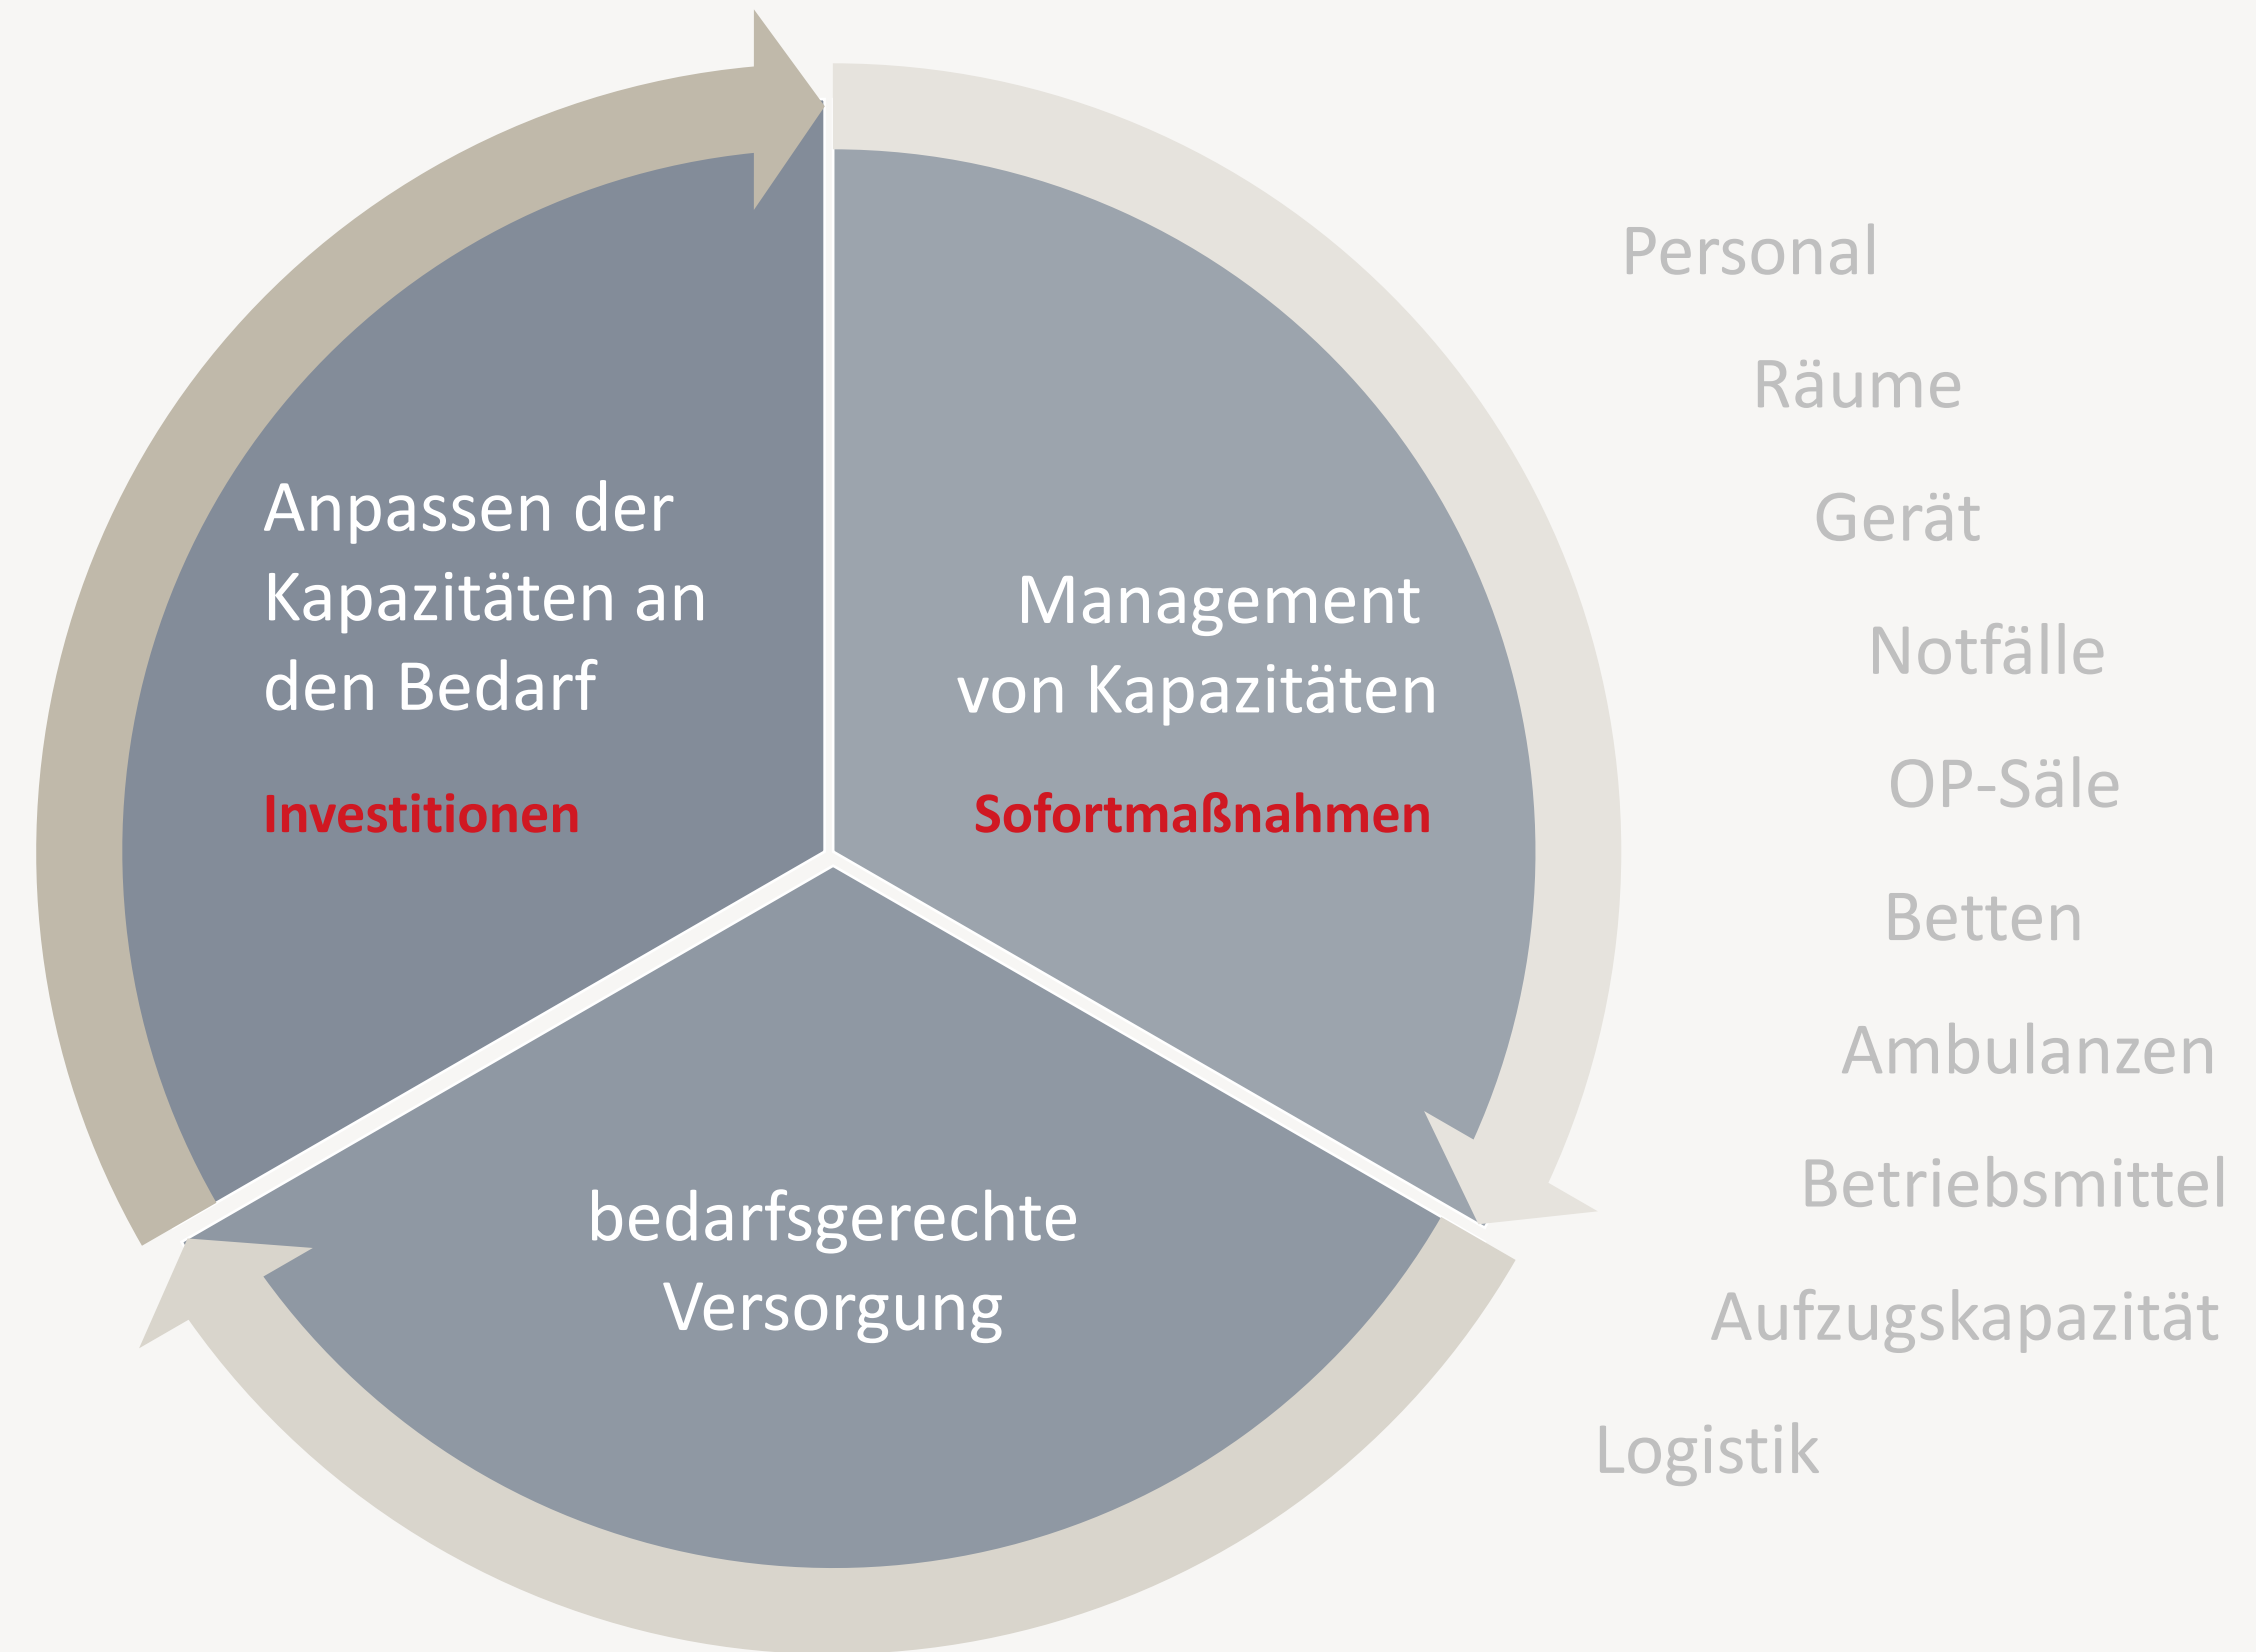 Anpassen der
Kapazitäten an
den Bedarf
Investitionen
Management
von Kapazitäten
Sofortmaßnahmen
bedarfsgerechte
Versorgung
Personal
Räume
Gerät
Notfälle
OP-Säle
Betten
Ambulanzen
Betriebsmittel
Aufzugskapazität
Logistik